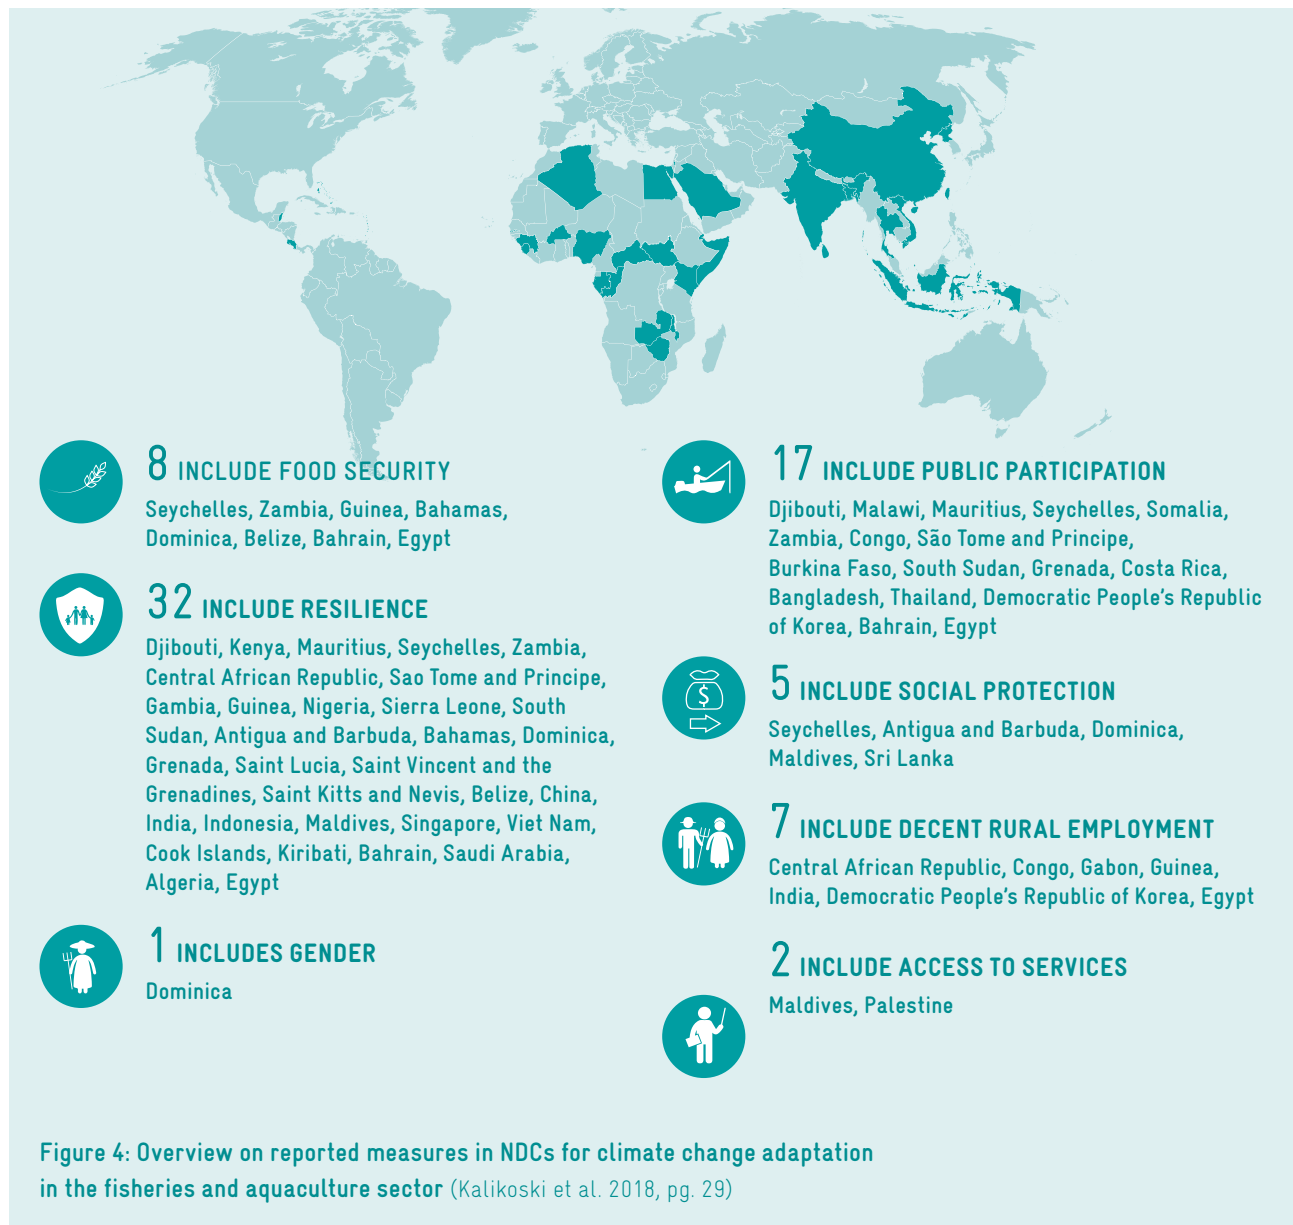 8 INCLUDE FOOD SECURITY
Seychelles, Zambia, Guinea, Bahamas,
Dominica, Belize, Bahrain, Egypt
32 INCLUDE RESILIENCE
Djibouti, Kenya, Mauritius, Seychelles, Zambia,
Central African Republic, Sao Tome and Principe,
Gambia, Guinea, Nigeria, Sierra Leone, South
Sudan, Antigua and Barbuda, Bahamas, Dominica,
Grenada, Saint Lucia, Saint Vincent and the
Grenadines, Saint Kitts and Nevis, Belize, China,
India, Indonesia, Maldives, Singapore, Viet Nam,
Cook Islands, Kiribati, Bahrain, Saudi Arabia,
Algeria, Egypt
1 INCLUDES GENDER
Dominica
17 INCLUDE PUBLIC PARTICIPATION
Djibouti, Malawi, Mauritius, Seychelles, Somalia,
Zambia, Congo, São Tome and Principe,
Burkina Faso, South Sudan, Grenada, Costa Rica,
Bangladesh, Thailand, Democratic People's Republic
of Korea, Bahrain, Egypt
$
5 INCLUDE SOCIAL PROTECTION
Seychelles, Antigua and Barbuda, Dominica,
Maldives, Sri Lanka
7 INCLUDE DECENT RURAL EMPLOYMENT
Central African Republic, Congo, Gabon, Guinea,
India, Democratic People's Republic of Korea, Egypt
2 INCLUDE ACCESS TO SERVICES
Maldives, Palestine
Figure 4: Overview on reported measures in NDCs for climate change adaptation
in the fisheries and aquaculture sector (Kalikoski et al. 2018, pg. 29)